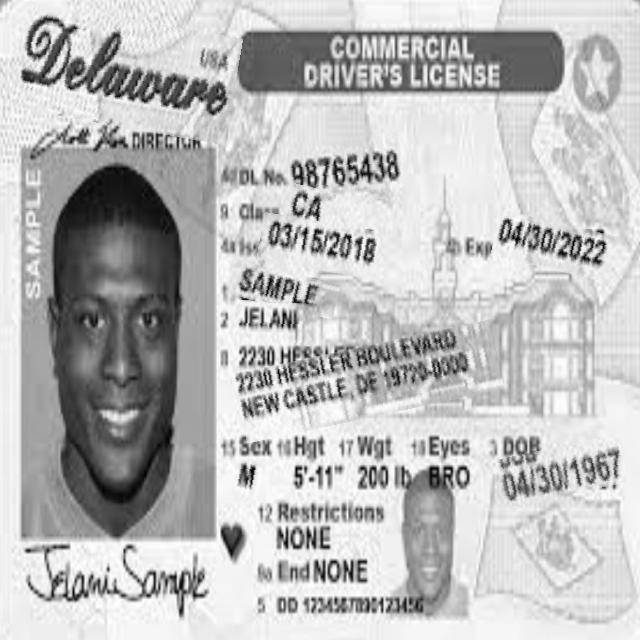 Delaware
USA
COMMERCIAL
DRIVER'S LICENSE
DIRECTOR
SAMPLE
4d DL No. 98765438
9 Class CA
4a Iss 03/15/2018
4b Exp 04/30/2022
1 SAMPLE
2 JELANI
8 2230 HESSLER BOULEVARD
2230 HESSLER BOULEVARD
NEW CASTLE, DE 19720-0000
15 Sex 16 Hgt 17 Wgt 18 Eyes 3 DOB
M 5'-11" 200 lb BRO 04/30/1967
12 Restrictions
NONE
9a End NONE
5 DD 1234567890123456
Jelani Sample